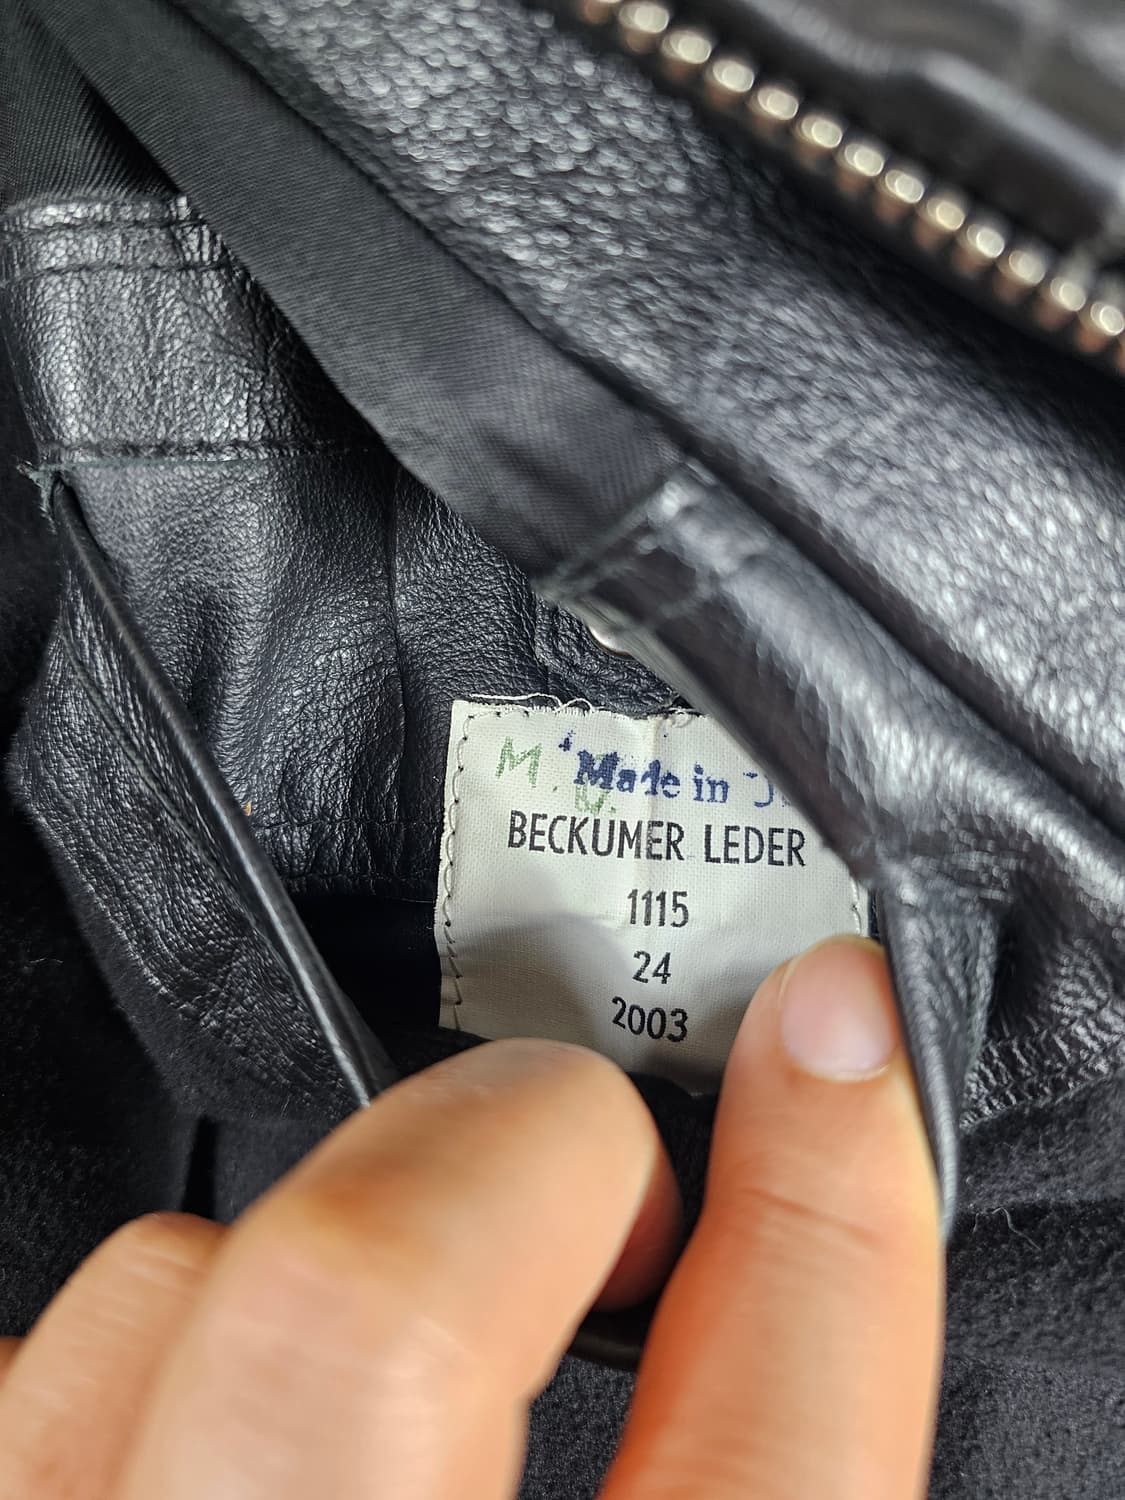 M.
Made in
U.
BECKUMER LEDER
1115
24
2003